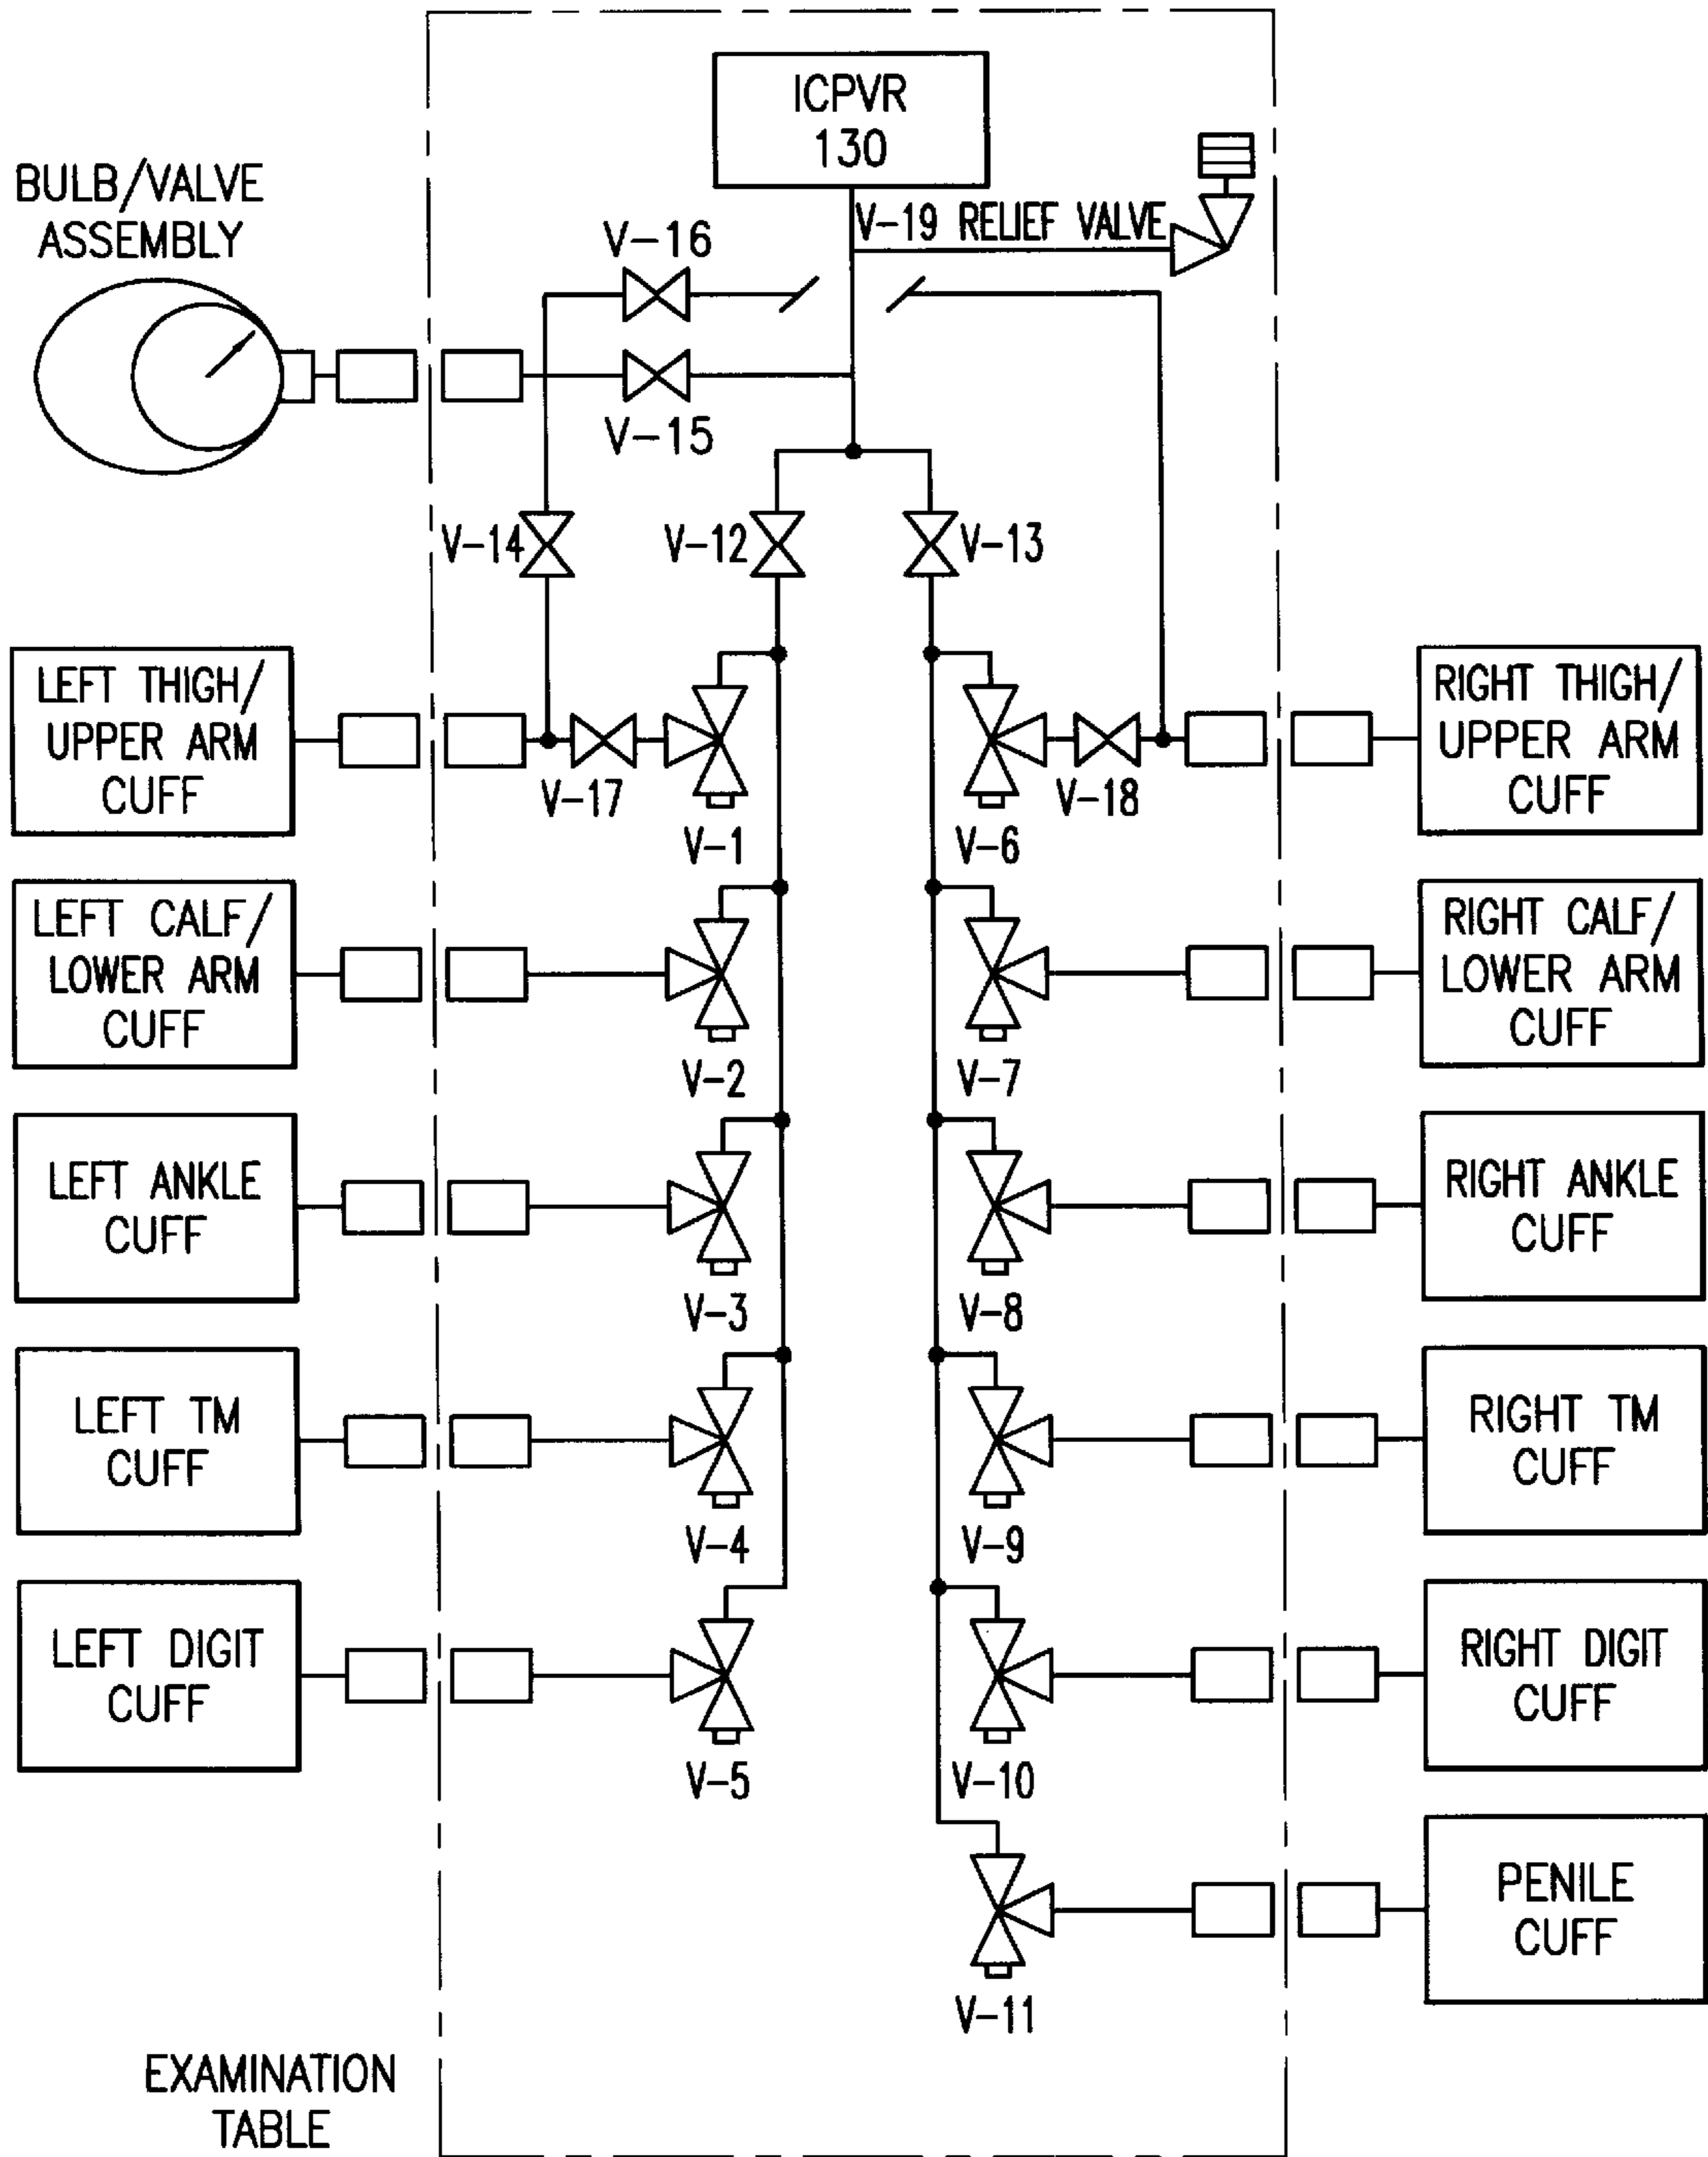 ICPVR
130
BULB/VALVE
ASSEMBLY
V-19 RELIEF VALVE
V-16
V-15
V-14
V-12
V-13
LEFT THIGH/
UPPER ARM
CUFF
V-17
V-1
V-6
V-18
RIGHT THIGH/
UPPER ARM
CUFF
LEFT CALF/
LOWER ARM
CUFF
V-2
V-7
RIGHT CALF/
LOWER ARM
CUFF
LEFT ANKLE
CUFF
V-3
V-8
RIGHT ANKLE
CUFF
LEFT TM
CUFF
V-4
V-9
RIGHT TM
CUFF
LEFT DIGIT
CUFF
V-5
V-10
RIGHT DIGIT
CUFF
V-11
PENILE
CUFF
EXAMINATION
TABLE